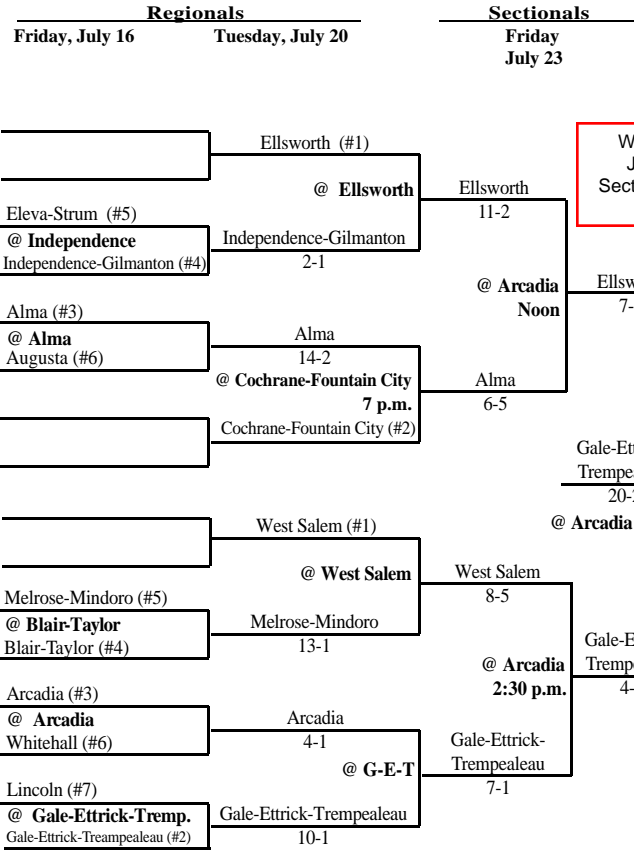 Regionals
Sectionals
Friday, July 16
Tuesday, July 20
Friday
July 23
Ellsworth (#1)
@ Ellsworth
Ellsworth
11-2
Eleva-Strum (#5)
@ Independence
Independence-Gilmanton (#4)
Independence-Gilmanton
2-1
@ Arcadia
Noon
Alma (#3)
@ Alma
Augusta (#6)
Alma
14-2
@ Cochrane-Fountain City
7 p.m.
Alma
6-5
Cochrane-Fountain City (#2)
@ Arcadia
West Salem (#1)
@ West Salem
West Salem
8-5
Melrose-Mindoro (#5)
@ Blair-Taylor
Blair-Taylor (#4)
Melrose-Mindoro
13-1
@ Arcadia
2:30 p.m.
Arcadia (#3)
@ Arcadia
Whitehall (#6)
Arcadia
4-1
@ G-E-T
Gale-Ettrick-
Trempealeau
7-1
Lincoln (#7)
@ Gale-Ettrick-Tremp.
Gale-Ettrick-Treampealeau (#2)
Gale-Ettrick-Trempealeau
10-1